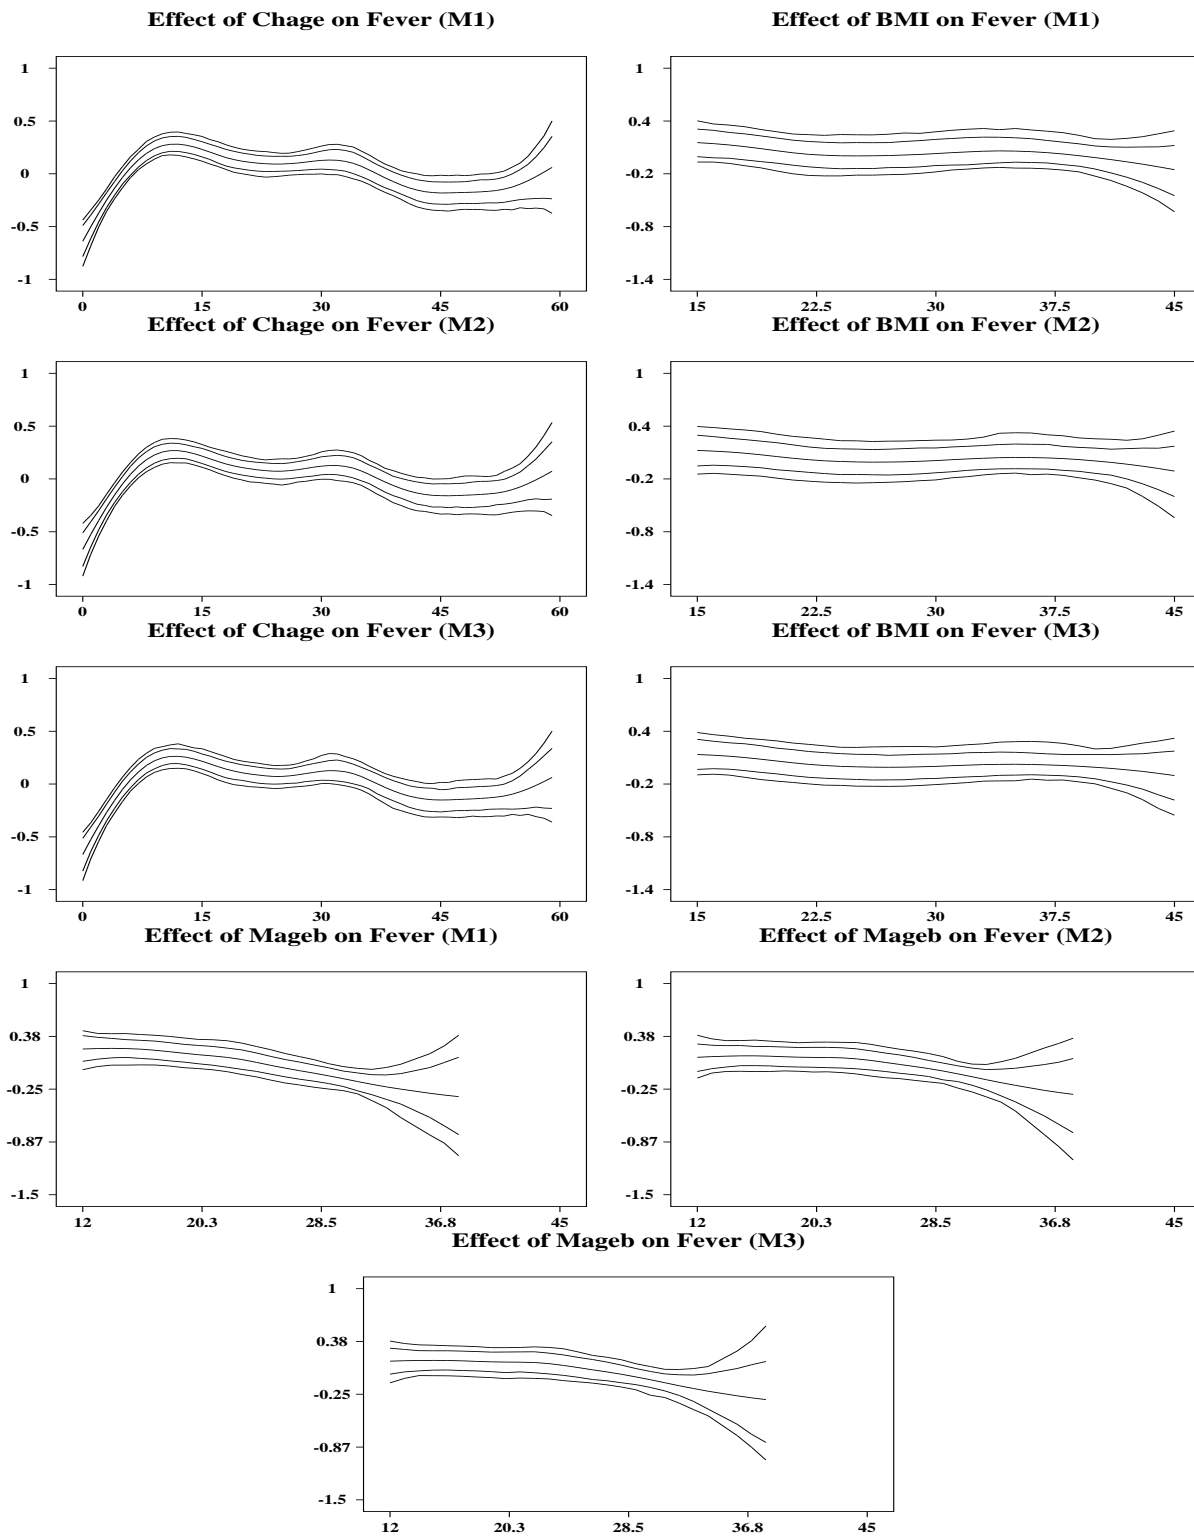 Effect of Chage on Fever (M1)
1
0.5
0
-0.5
-1
0 15 30 45 60
Effect of BMI on Fever (M1)
1
0.4
-0.2
-0.8
-1.4
15 22.5 30 37.5 45
Effect of Chage on Fever (M2)
1
0.5
0
-0.5
-1
0 15 30 45 60
Effect of BMI on Fever (M2)
1
0.4
-0.2
-0.8
-1.4
15 22.5 30 37.5 45
Effect of Chage on Fever (M3)
1
0.5
0
-0.5
-1
0 15 30 45 60
Effect of BMI on Fever (M3)
1
0.4
-0.2
-0.8
-1.4
15 22.5 30 37.5 45
Effect of Mageb on Fever (M1)
1
0.38
-0.25
-0.87
-1.5
12 20.3 28.5 36.8 45
Effect of Mageb on Fever (M2)
1
0.38
-0.25
-0.87
-1.5
12 20.3 28.5 36.8 45
Effect of Mageb on Fever (M3)
1
0.38
-0.25
-0.87
-1.5
12 20.3 28.5 36.8 45